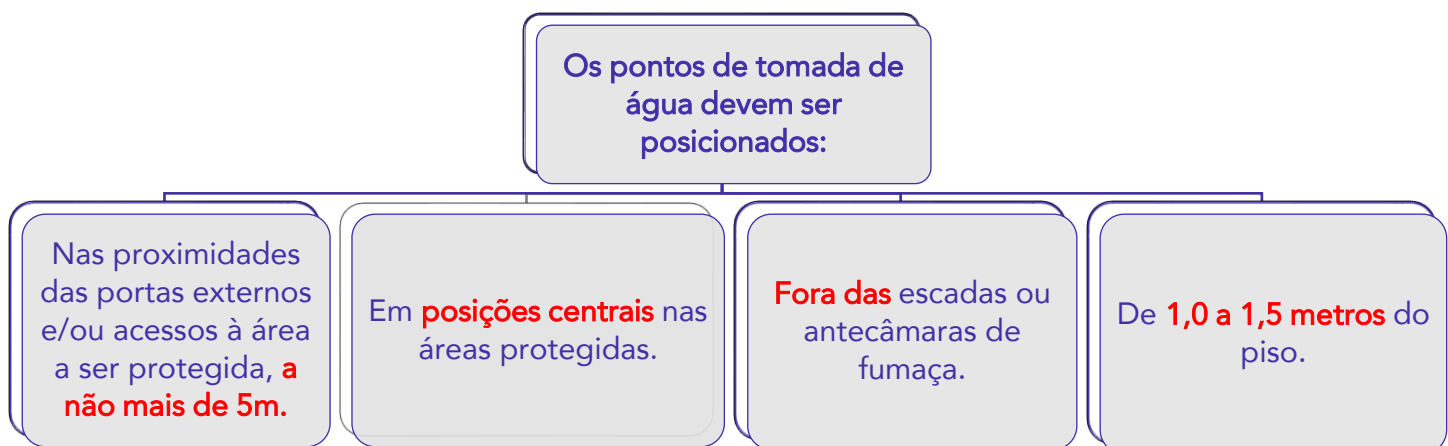 Os pontos de tomada de
água devem ser
posicionados:
Nas proximidades
das portas externos
e/ou acessos à área
a ser protegida, a
não mais de 5m.
Em posições centrais nas
áreas protegidas.
Fora das escadas ou
antecâmaras de
fumaça.
De 1,0 a 1,5 metros do
piso.